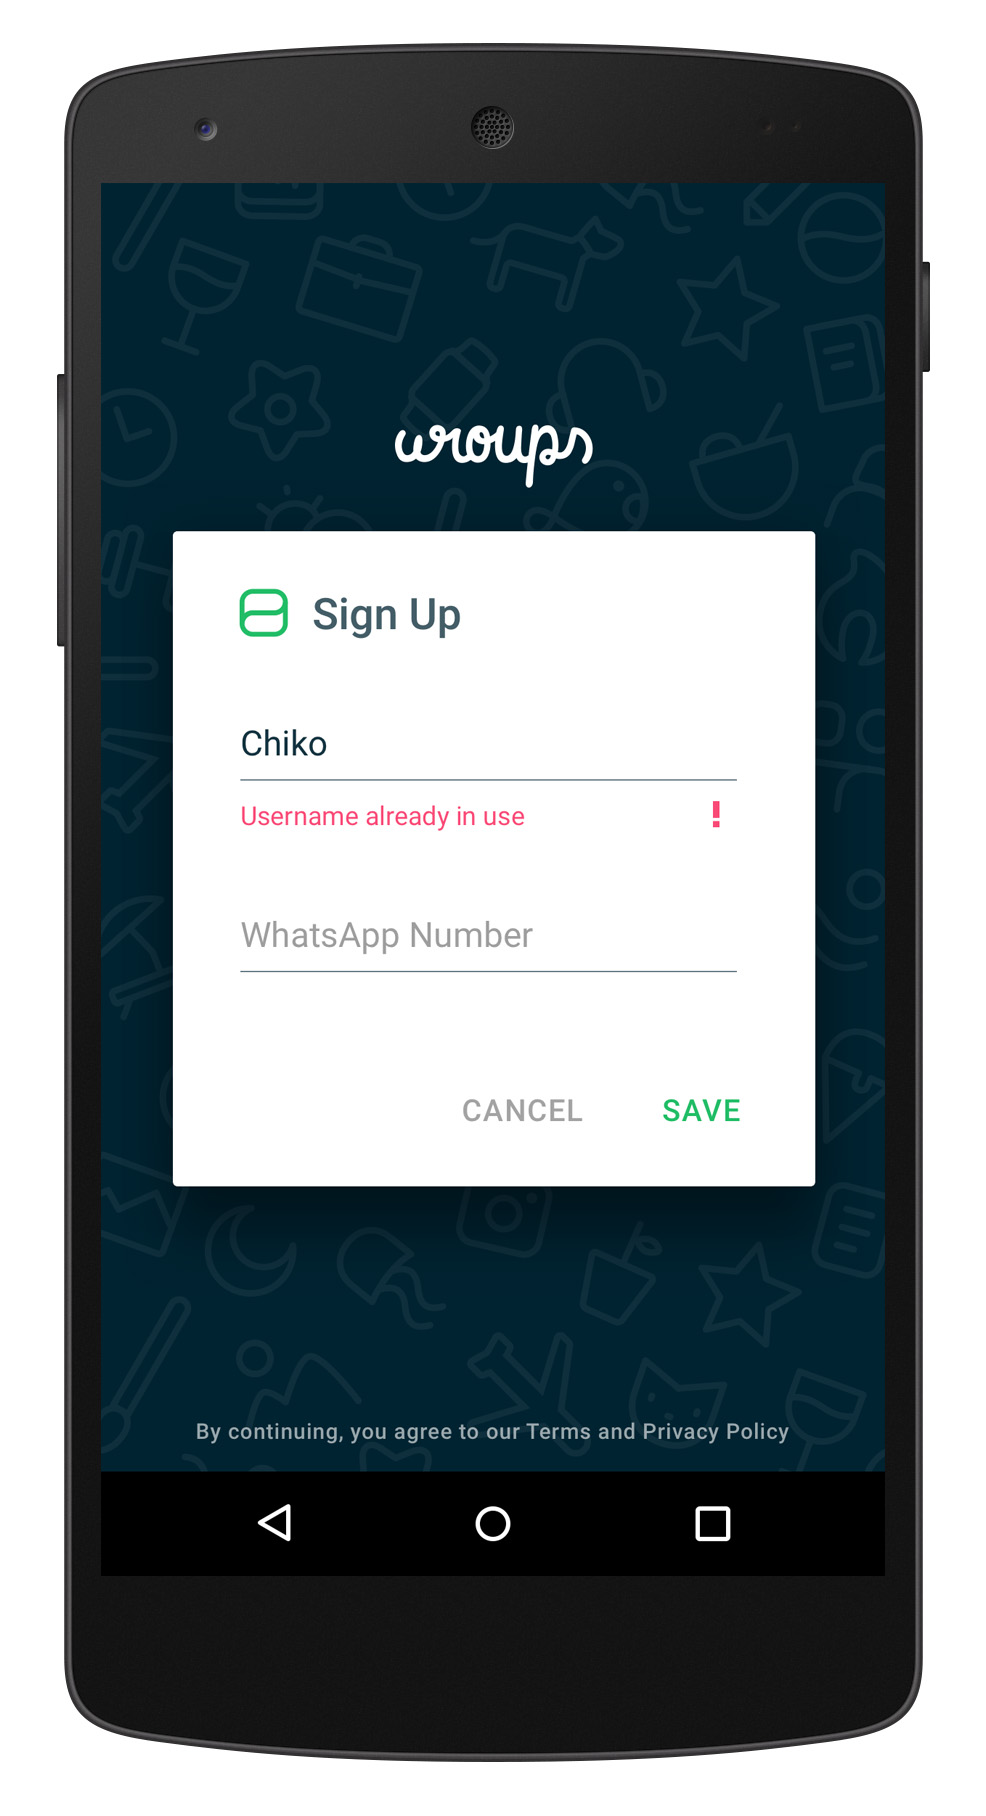 wroups
Sign Up
Chiko
Username already in use
WhatsApp Number
CANCEL SAVE
By continuing, you agree to our Terms and Privacy Policy